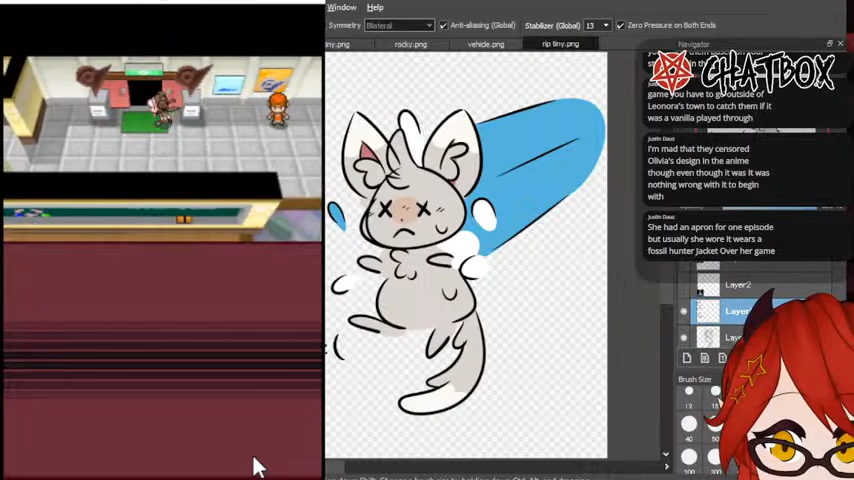 Window Help
Symmetry Bilateral Anti-aliasing (Global) Stabilizer (Global) 13 Zero Pressure on Both Ends
tiny.png rocky.png vehicle.png rip tiny.png
Navigator
CHATBOX
game you have to go outside of
Leonora's town to catch them if it
was a vanilla played through
Justin Dauz
I'm mad that they censored
Olivia's design in the anime
though even though it was it was
nothing wrong with it to begin
with
Justin Dauz
She had an apron for one episode
but usually she wore it wears a
fossil hunter Jacket Over her game
Layer2
Layer
Brush Size
12
40 50
200 300